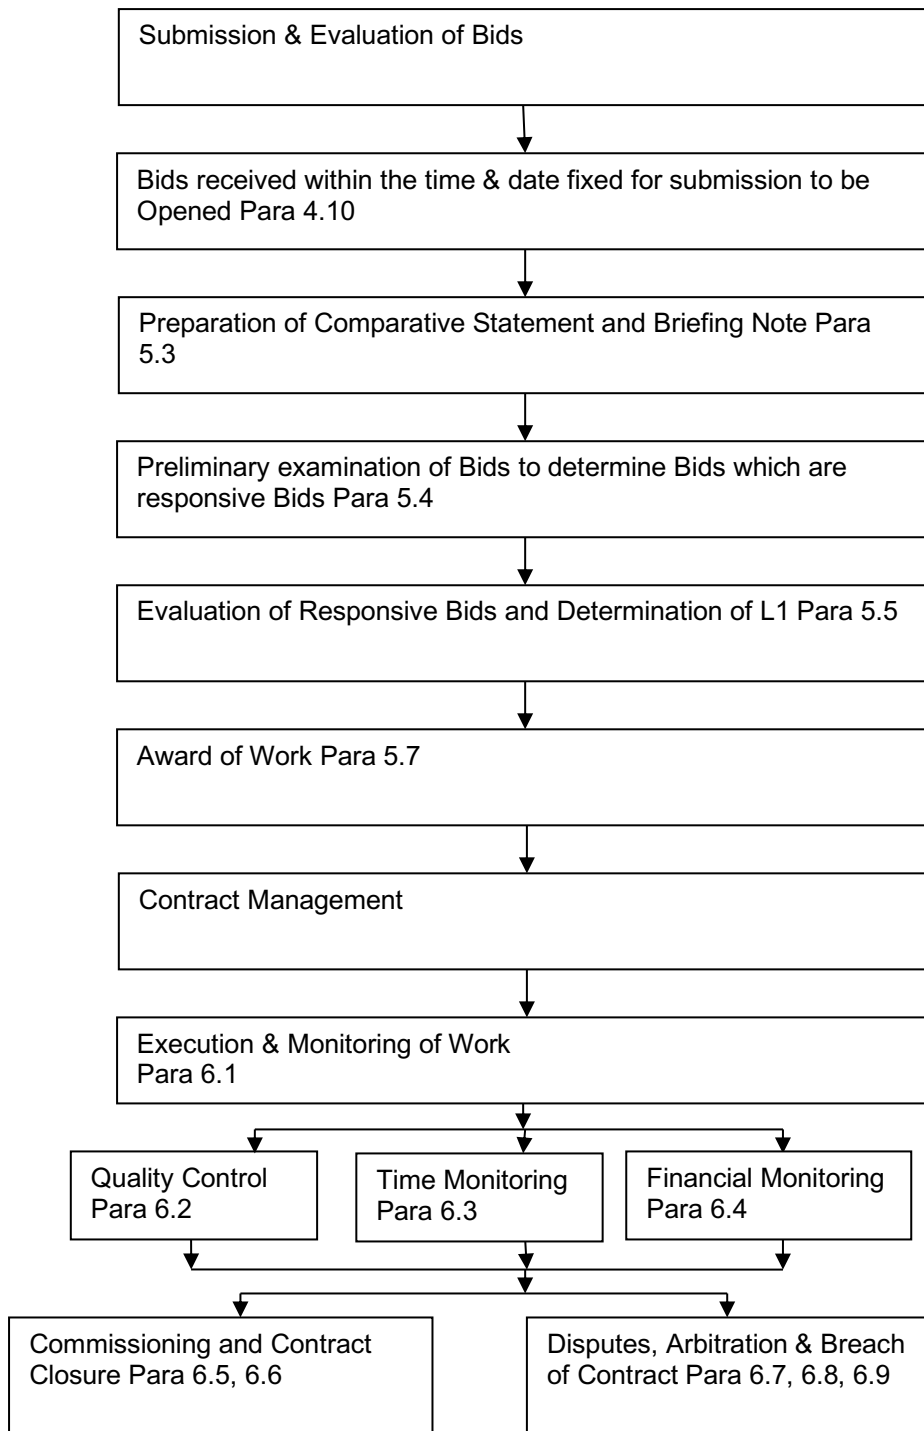 Submission & Evaluation of Bids
Bids received within the time & date fixed for submission to be
Opened Para 4.10
Preparation of Comparative Statement and Briefing Note Para
5.3
Preliminary examination of Bids to determine Bids which are
responsive Bids Para 5.4
Evaluation of Responsive Bids and Determination of L1 Para 5.5
Award of Work Para 5.7
Contract Management
Execution & Monitoring of Work
Para 6.1
Quality Control
Para 6.2
Time Monitoring
Para 6.3
Financial Monitoring
Para 6.4
Commissioning and Contract
Closure Para 6.5, 6.6
Disputes, Arbitration & Breach
of Contract Para 6.7, 6.8, 6.9